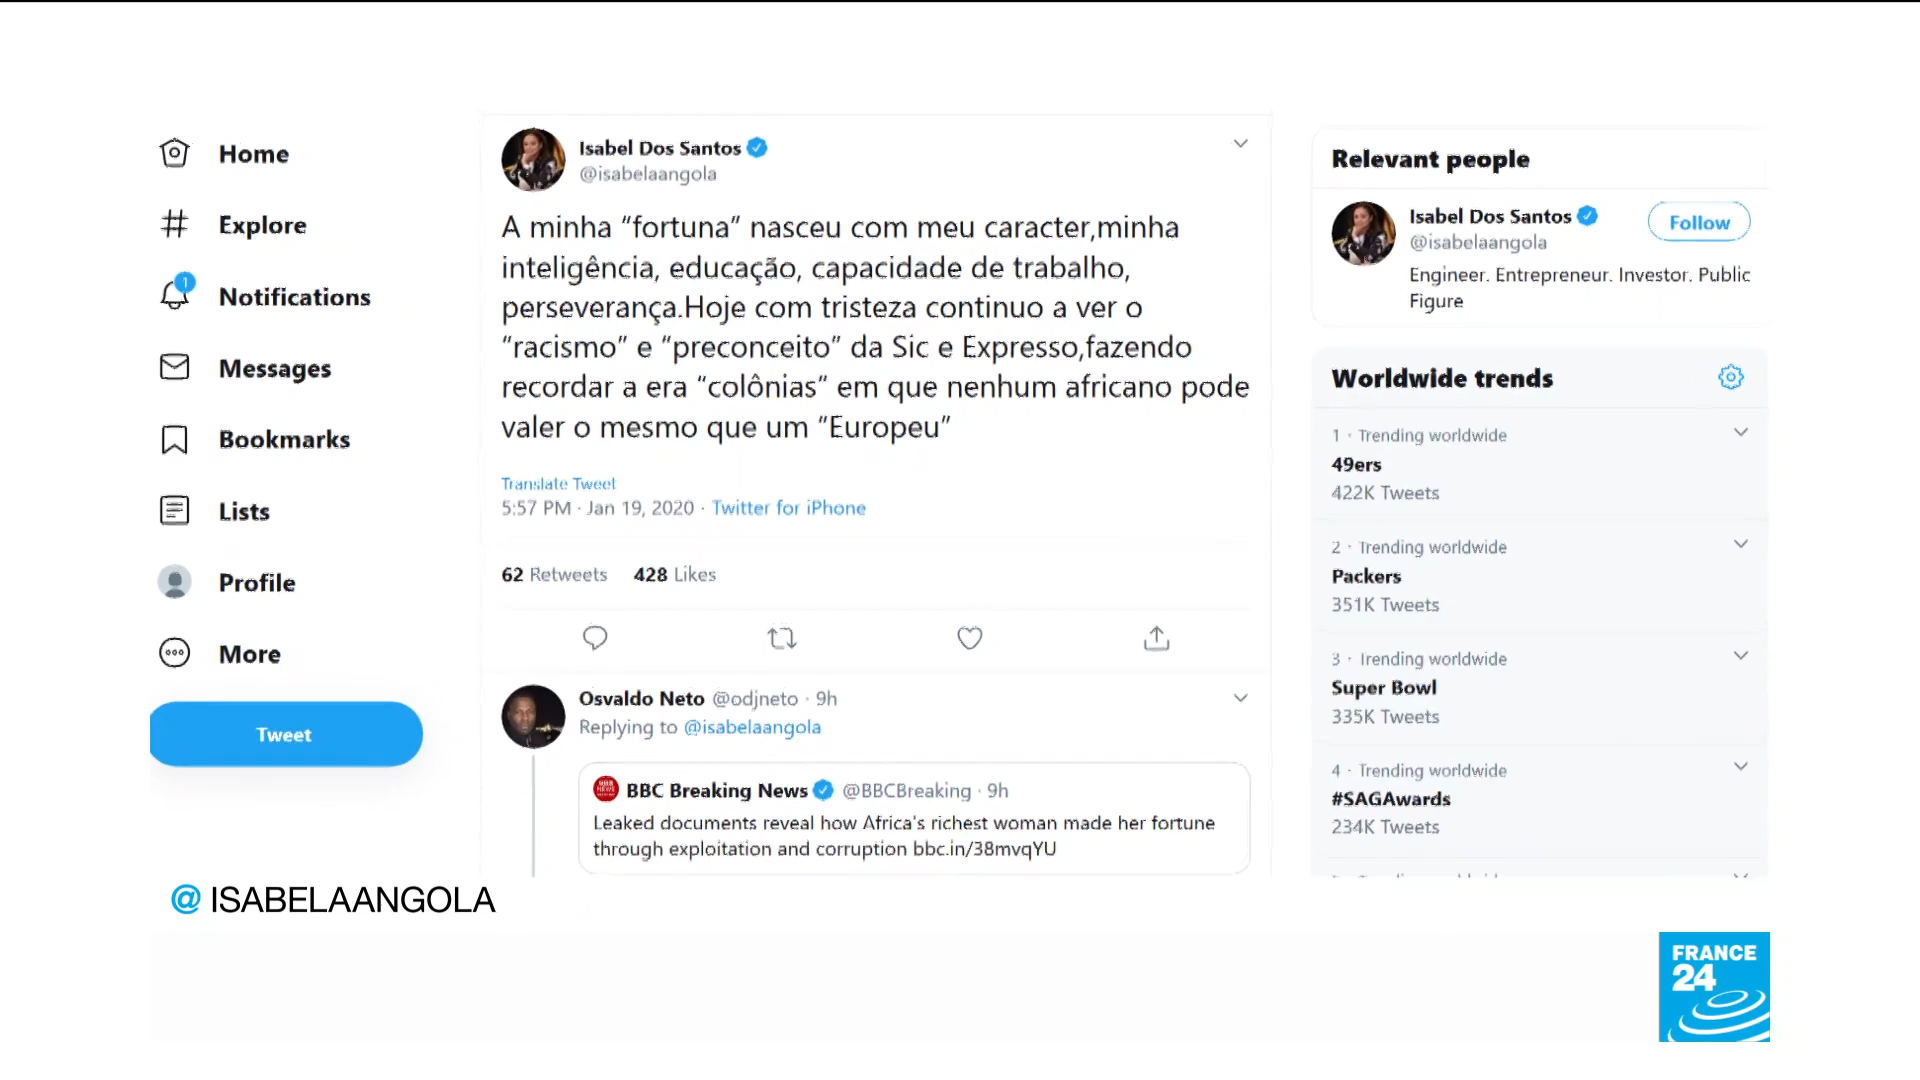 Home
Explore
1
Notifications
Messages
Bookmarks
Lists
Profile
More
Tweet
Isabel Dos Santos
@isabelaangola
A minha “fortuna” nasceu com meu caracter,minha
inteligência, educação, capacidade de trabalho,
perseverança.Hoje com tristeza continuo a ver o
“racismo” e “preconceito” da Sic e Expresso,fazendo
recordar a era “colônias” em que nenhum africano pode
valer o mesmo que um “Europeu”
Translate Tweet
5:57 PM · Jan 19, 2020 · Twitter for iPhone
62 Retweets 428 Likes
Osvaldo Neto @odjneto · 9h
Replying to @isabelaangola
BBC Breaking News @BBCBreaking · 9h
Leaked documents reveal how Africa's richest woman made her fortune
through exploitation and corruption bbc.in/38mvqYU
Relevant people
Isabel Dos Santos
@isabelaangola
Follow
Engineer. Entrepreneur. Investor. Public
Figure
Worldwide trends
1 · Trending worldwide
49ers
422K Tweets
2 · Trending worldwide
Packers
351K Tweets
3 · Trending worldwide
Super Bowl
335K Tweets
4 · Trending worldwide
#SAGAwards
234K Tweets
@ ISABELAANGOLA
FRANCE
24